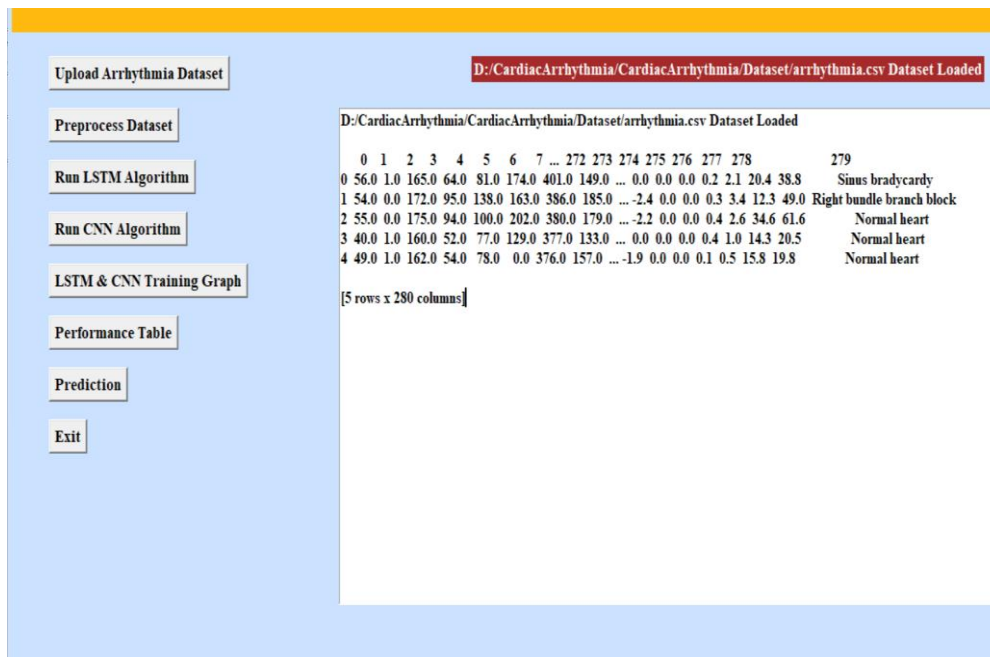 Upload Arrhythmia Dataset
Preprocess Dataset
Run LSTM Algorithm
Run CNN Algorithm
LSTM & CNN Training Graph
Performance Table
Prediction
Exit
D:/CardiacArrhythmia/CardiacArrhythmia/Dataset/arrhythmia.csv Dataset Loaded
D:/CardiacArrhythmia/CardiacArrhythmia/Dataset/arrhythmia.csv Dataset Loaded
0 1 2 3 4 5 6 7 ... 272 273 274 275 276 277 278 279
0 56.0 1.0 165.0 64.0 81.0 174.0 401.0 149.0 ... 0.0 0.0 0.0 0.2 2.1 20.4 38.8 Sinus bradycardy
1 54.0 0.0 172.0 95.0 138.0 163.0 386.0 185.0 ... -2.4 0.0 0.0 0.3 3.4 12.3 49.0 Right bundle branch block
2 55.0 0.0 175.0 94.0 100.0 202.0 380.0 179.0 ... -2.2 0.0 0.0 0.4 2.6 34.6 61.6 Normal heart
3 40.0 1.0 160.0 52.0 77.0 129.0 377.0 133.0 ... 0.0 0.0 0.0 0.4 1.0 14.3 20.5 Normal heart
4 49.0 1.0 162.0 54.0 78.0 0.0 376.0 157.0 ... -1.9 0.0 0.0 0.1 0.5 15.8 19.8 Normal heart
[5 rows x 280 columns]